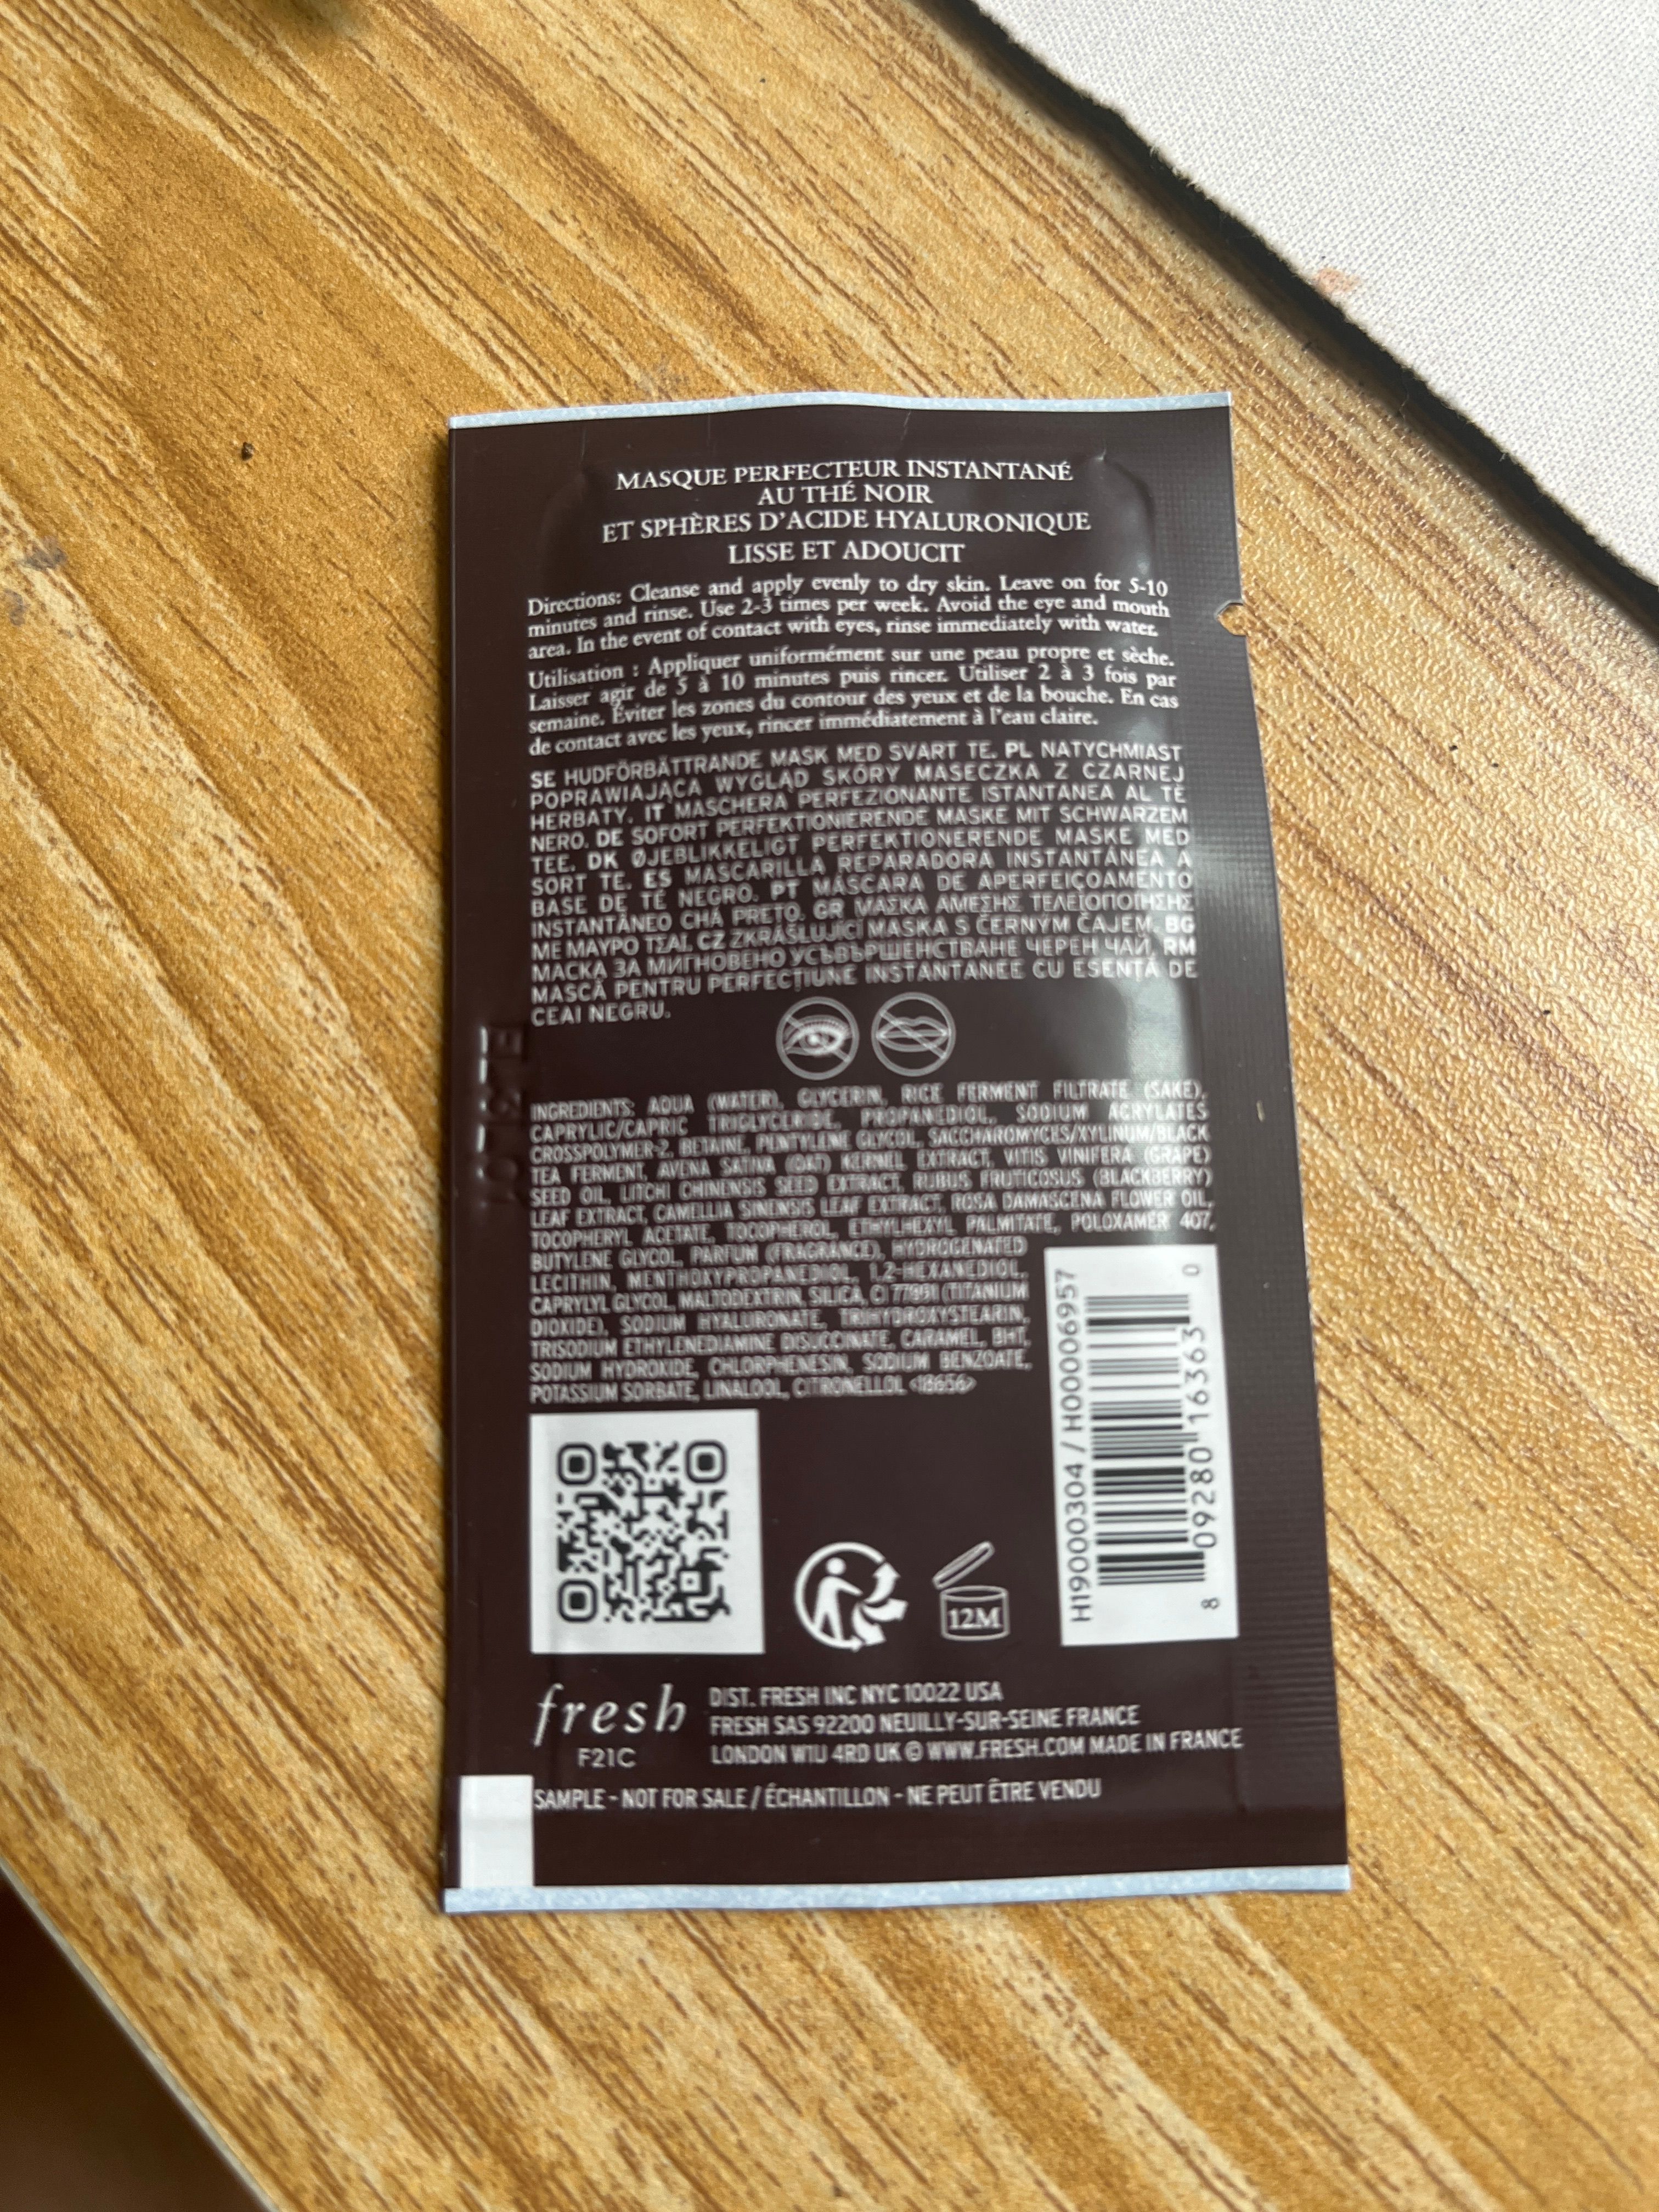 MASQUE PERFECTEUR INSTANTANÉ
AU THÉ NOIR
ET SPHÈRES D'ACIDE HYALURONIQUE
LISSE ET ADOUCIT
Directions: Cleanse and apply evenly to dry skin. Leave on for 5-10
minutes and rinse. Use 2-3 times per week. Avoid the eye and mouth
area. In the event of contact with eyes, rinse immediately with water.
Utilisation : Appliquer uniformément sur une peau propre et sèche.
Laisser agir de 5 à 10 minutes puis rincer. Utiliser 2 à 3 fois par
semaine. Éviter les zones du contour des yeux et de la bouche. En cas
de contact avec les yeux, rincer immédiatement à l'eau claire.
SE HUDFÖRBÄTTRANDE MASK MED SVART TE. PL NATYCHMIAST
POPRAWIAJĄCA WYGLĄD SKÓRY MASECZKA Z CZARNEJ
HERBATY. IT MASCHERA PERFEZIONANTE ISTANTANEA AL TÈ
NERO. DE SOFORT PERFEKTIONIERENDE MASKE MIT SCHWARZEM
TEE. DK ØJEBLIKKELIGT PERFEKTIONERENDE MASKE MED
SORT TE. ES MASCARILLA REPARADORA INSTANTÁNEA A
BASE DE TÉ NEGRO. PT MÁSCARA DE APERFEIÇOAMENTO
INSTANTÂNEO CHÁ PRETO. GR ΜΑΣΚΑ ΑΜΕΣΗΣ ΤΕΛΕΙΟΠΟΙΗΣΗΣ
ΜΕ ΜΑΥΡΟ ΤΣΑΙ. CZ ZKRÁŠLUJÍCÍ MASKA S ČERNÝM ČAJEM. BG
МАСКА ЗА МИГНОВЕНО УСЪВЪРШЕНСТВАНЕ ЧЕРЕН ЧАЙ. RM
MASCĂ PENTRU PERFECȚIUNE INSTANTANEE CU ESENȚĂ DE
CEAI NEGRU.
INGREDIENTS: AQUA (WATER), GLYCERIN, RICE FERMENT FILTRATE (SAKE),
CAPRYLIC/CAPRIC TRIGLYCERIDE, PROPANEDIOL, SODIUM ACRYLATES
CROSSPOLYMER-2, BETAINE, PENTYLENE GLYCOL, SACCHAROMYCES/XYLINUM/BLACK
TEA FERMENT, AVENA SATIVA (OAT) KERNEL EXTRACT, VITIS VINIFERA (GRAPE)
SEED OIL, LITCHI CHINENSIS SEED EXTRACT, RUBUS FRUTICOSUS (BLACKBERRY)
LEAF EXTRACT, CAMELLIA SINENSIS LEAF EXTRACT, ROSA DAMASCENA FLOWER OIL,
TOCOPHERYL ACETATE, TOCOPHEROL, ETHYLHEXYL PALMITATE, POLOXAMER 407,
BUTYLENE GLYCOL, PARFUM (FRAGRANCE), HYDROGENATED
LECITHIN, MENTHOXYPROPANEDIOL, 1,2-HEXANEDIOL,
CAPRYLYL GLYCOL, MALTODEXTRIN, SILICA, CI 77891 (TITANIUM
DIOXIDE), SODIUM HYALURONATE, TRIHYDROXYSTEARIN,
TRISODIUM ETHYLENEDIAMINE DISUCCINATE, CARAMEL, BHT,
SODIUM HYDROXIDE, CHLORPHENESIN, SODIUM BENZOATE,
POTASSIUM SORBATE, LINALOOL, CITRONELLOL <18656>
H19000304 / H00006957
8 09280 16363 0
12M
fresh
F21C
DIST. FRESH INC NYC 10022 USA
FRESH SAS 92200 NEUILLY-SUR-SEINE FRANCE
LONDON W1U 4RD UK © WWW.FRESH.COM MADE IN FRANCE
SAMPLE - NOT FOR SALE / ÉCHANTILLON - NE PEUT ÊTRE VENDU